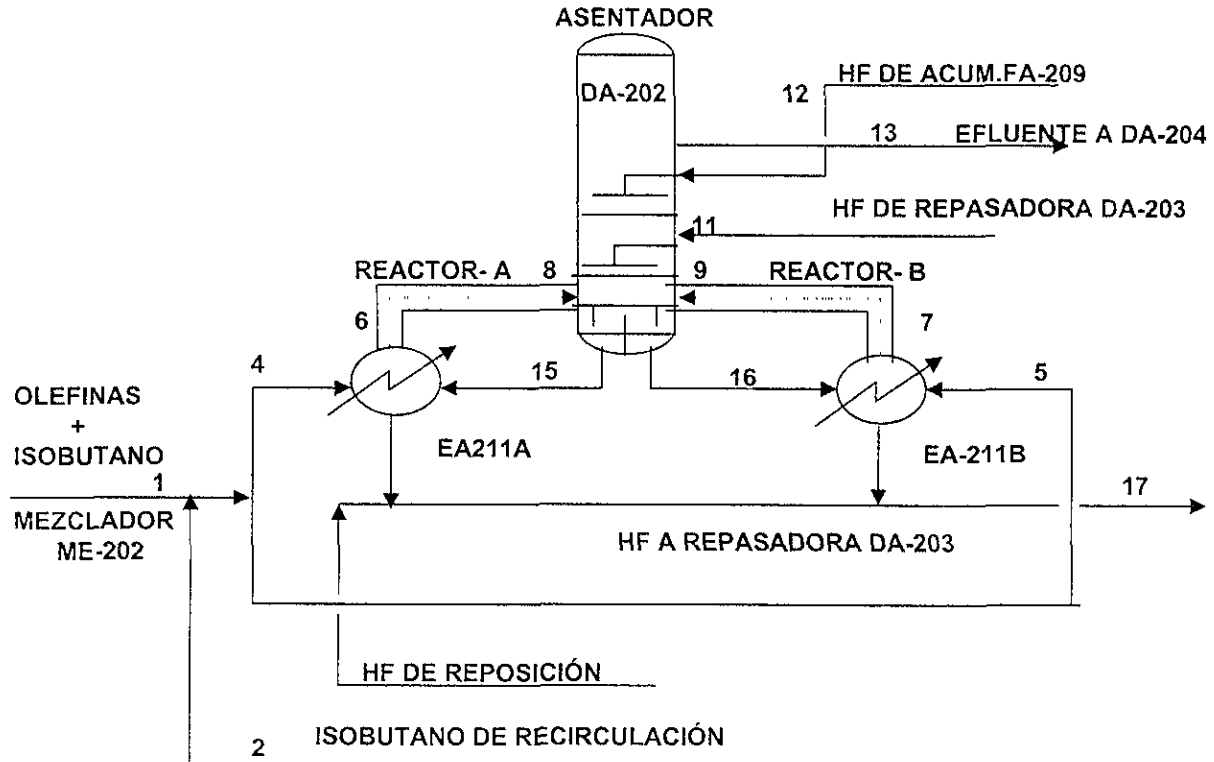 ASENTADOR
DA-202
HF DE ACUM.FA-209
12
13
EFLUENTE A DA-204
HF DE REPASADORA DA-203
11
REACTOR- A
8
9
REACTOR- B
6
7
4
15
16
5
OLEFINAS
+
ISOBUTANO
EA211A
EA-211B
1
17
MEZCLADOR
ME-202
HF A REPASADORA DA-203
HF DE REPOSICIÓN
2
ISOBUTANO DE RECIRCULACIÓN